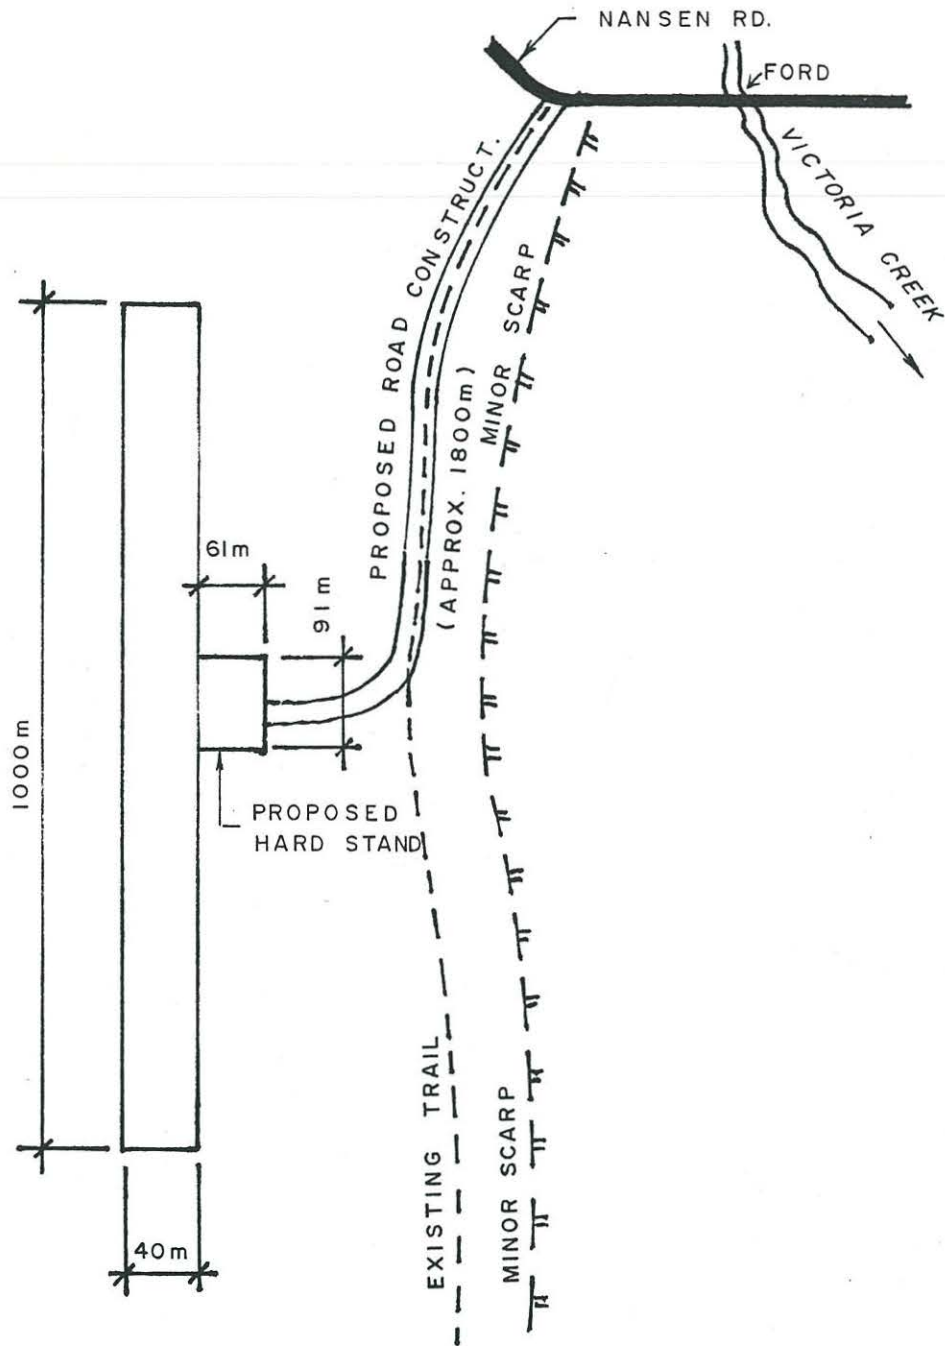 NANSEN RD.
FORD
VICTORIA CREEK
PROPOSED ROAD CONSTRUCT.
(APPROX. 1800m)
MINOR SCARP
61m
91m
1000m
PROPOSED
HARD STAND
EXISTING TRAIL
MINOR SCARP
40m